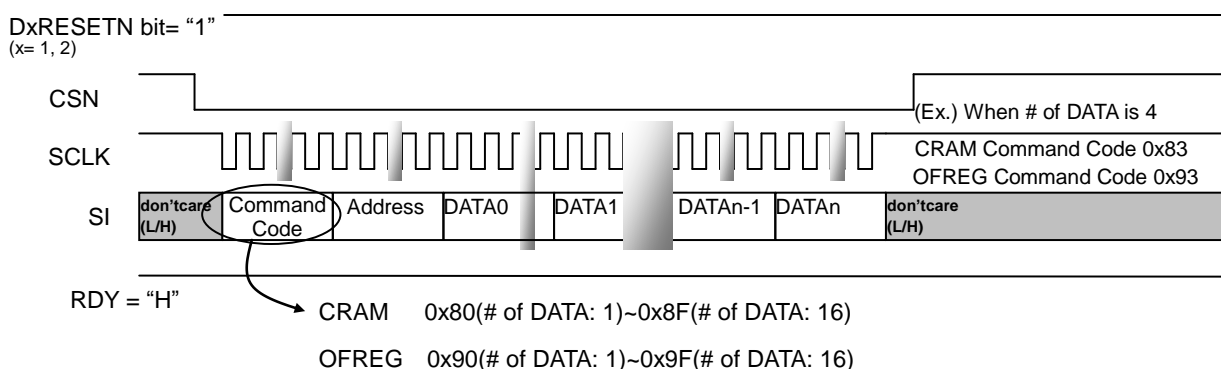 DxRESETN bit= “1”
(x= 1, 2)
CSN
(Ex.) When # of DATA is 4
SCLK
CRAM Command Code 0x83
OFREG Command Code 0x93
SI
don'tcare
(L/H)
Command
Code
Address
DATA0
DATA1
DATAn-1
DATAn
don'tcare
(L/H)
RDY = “H”
CRAM 0x80(# of DATA: 1)~0x8F(# of DATA: 16)
OFREG 0x90(# of DATA: 1)~0x9F(# of DATA: 16)